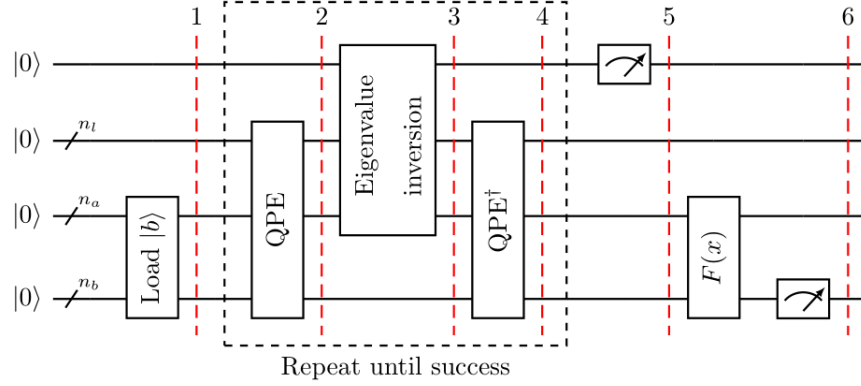 1 2 3 4 5 6
|0⟩
|0⟩ n_l
|0⟩ n_a
|0⟩ n_b
Load |b⟩
QPE
Eigenvalue
inversion
QPE†
F(x)
Repeat until success